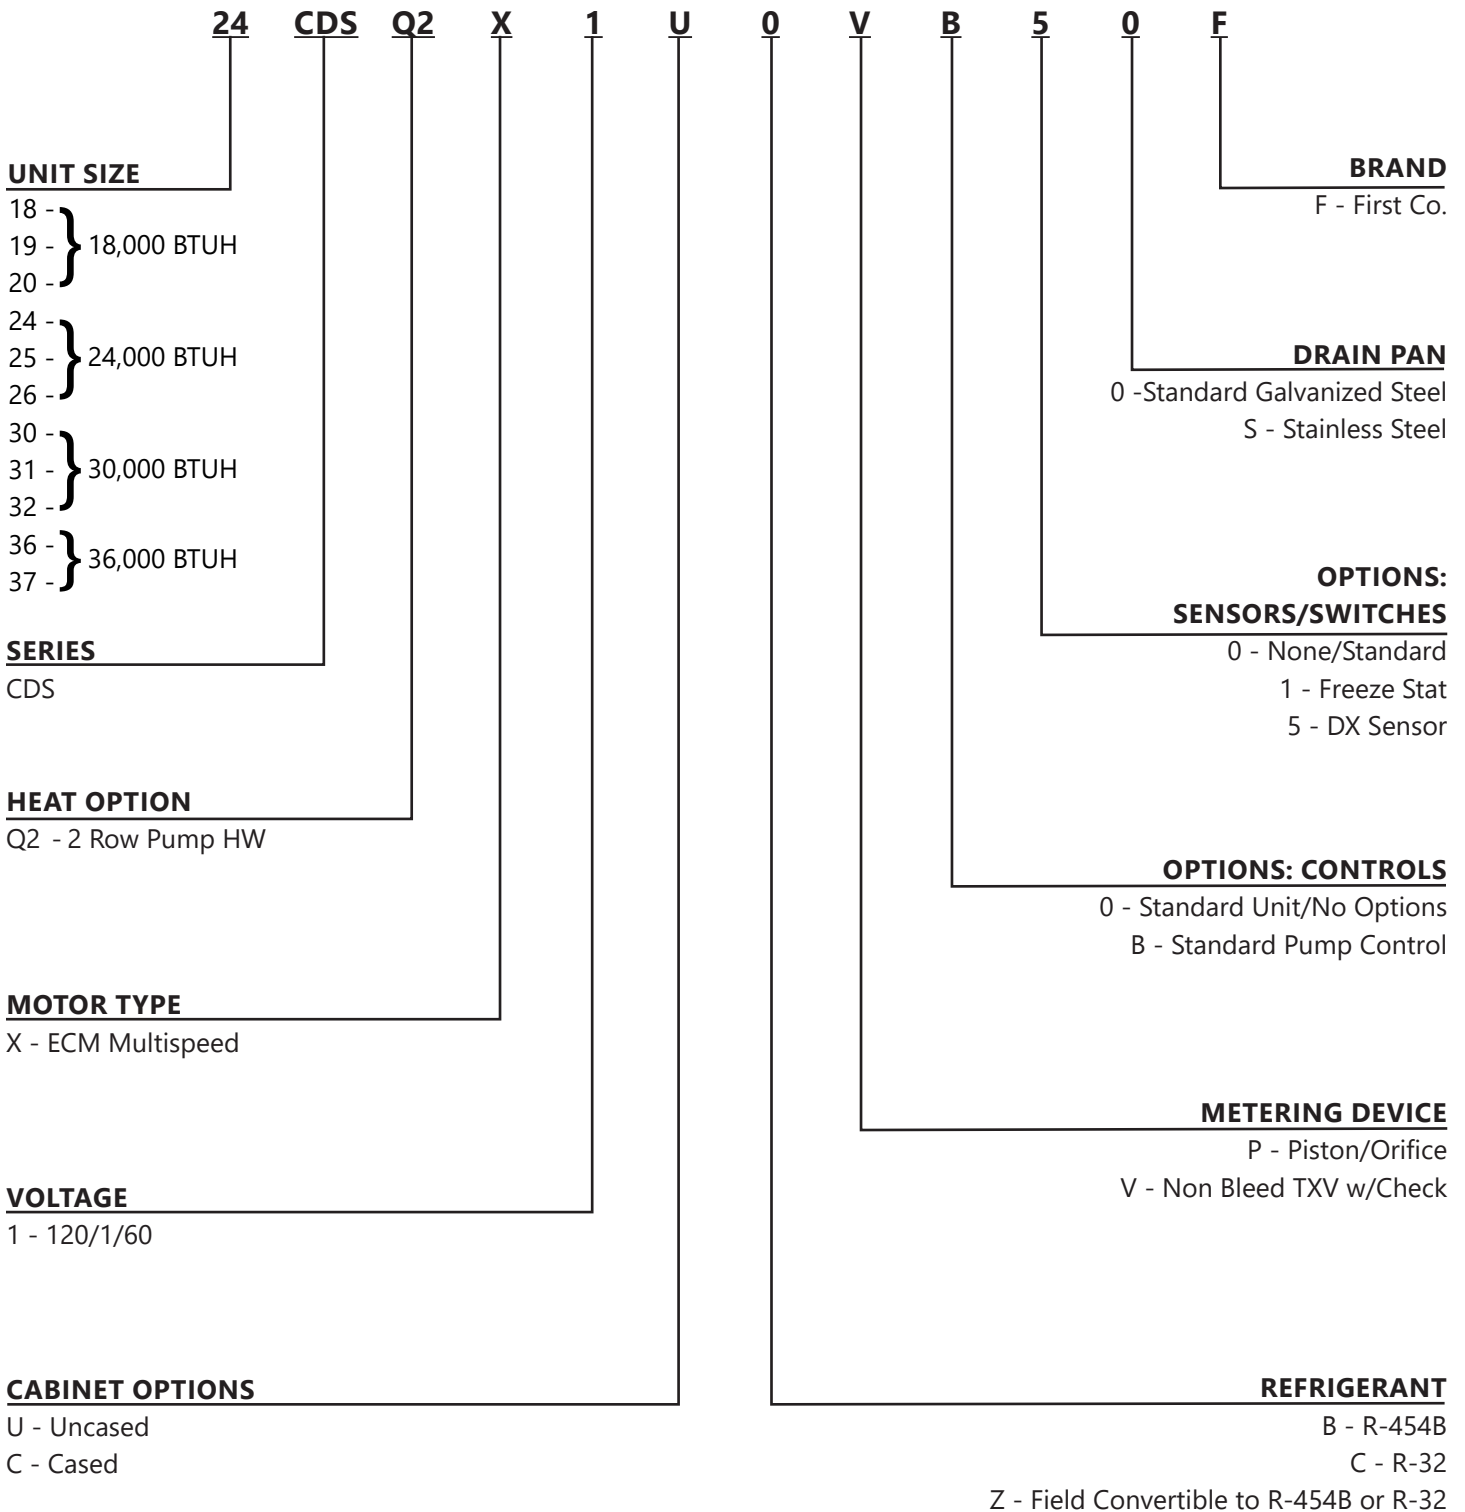 24 CDS Q2 X 1 U 0 V B 5 0 F
UNIT SIZE
18 -
19 - } 18,000 BTUH
20 -
24 -
25 - } 24,000 BTUH
26 -
30 -
31 - } 30,000 BTUH
32 -
36 - } 36,000 BTUH
37 -
SERIES
CDS
HEAT OPTION
Q2 - 2 Row Pump HW
MOTOR TYPE
X - ECM Multispeed
VOLTAGE
1 - 120/1/60
CABINET OPTIONS
U - Uncased
C - Cased
BRAND
F - First Co.
DRAIN PAN
0 -Standard Galvanized Steel
S - Stainless Steel
OPTIONS:
SENSORS/SWITCHES
0 - None/Standard
1 - Freeze Stat
5 - DX Sensor
OPTIONS: CONTROLS
0 - Standard Unit/No Options
B - Standard Pump Control
METERING DEVICE
P - Piston/Orifice
V - Non Bleed TXV w/Check
REFRIGERANT
B - R-454B
C - R-32
Z - Field Convertible to R-454B or R-32